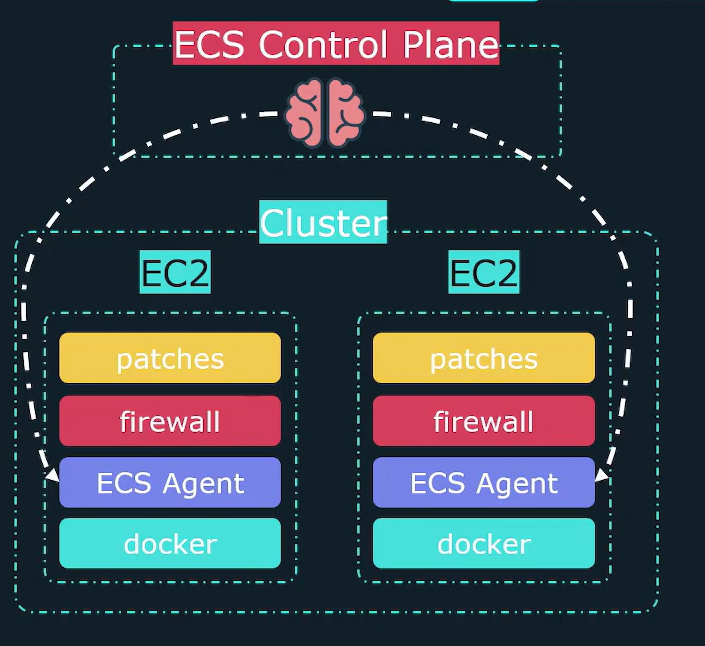 ECS Control Plane
Cluster
EC2
EC2
patches
patches
firewall
firewall
ECS Agent
ECS Agent
docker
docker